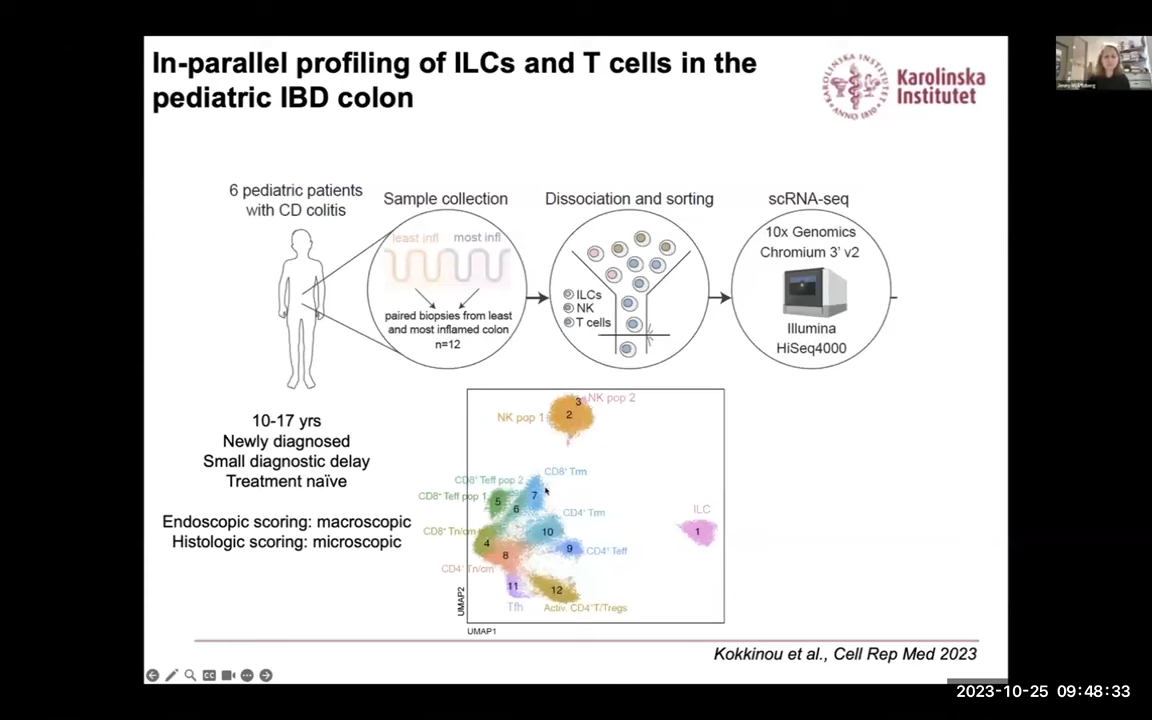 In-parallel profiling of ILCs and T cells in the
pediatric IBD colon
KAROLINSKA INSTITUTET
ANNO 1810
Karolinska
Institutet
6 pediatric patients
with CD colitis
Sample collection
least infl most infl
paired biopsies from least
and most inflamed colon
n=12
Dissociation and sorting
ILCs
NK
T cells
scRNA-seq
10x Genomics
Chromium 3' v2
Illumina
HiSeq4000
10-17 yrs
Newly diagnosed
Small diagnostic delay
Treatment naïve
Endoscopic scoring: macroscopic
Histologic scoring: microscopic
3 NK pop 2
NK pop 1 2
CD8⁺ Trm
CD8⁺ Teff pop 2
7
CD8⁺ Teff pop 1 5
6
CD4⁺ Trm
ILC
1
CD8⁺ Tn/cm
10
4
9 CD4⁺ Teff
8
CD4⁺ Tn/cm
11
12
Tfh
Activ. CD4⁺T/Tregs
UMAP2
UMAP1
Kokkinou et al., Cell Rep Med 2023
CC
2023-10-25 09:48:33